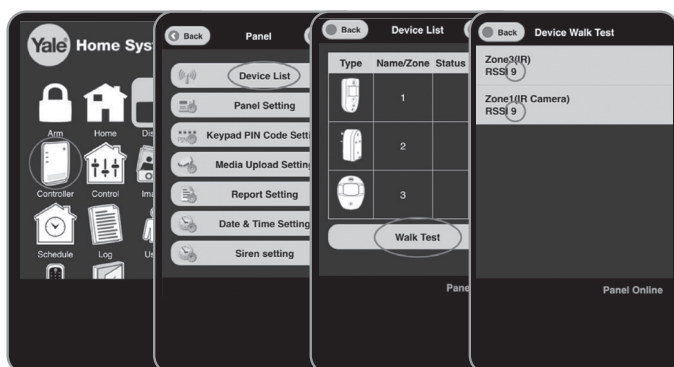 Yale Home Sys
Arm
Home
Controller
Control
Schedule
Log
Back
Panel
Device List
Panel Setting
Keypad PIN Code Setti
Media Upload Setting
Report Setting
Date & Time Setting
Siren setting
Back
Device List
Type Name/Zone Status
1
2
3
Walk Test
Pane
Back
Device Walk Test
Zone3(IR)
RSSI 9
Zone1(IR Camera)
RSSI 9
Panel Online